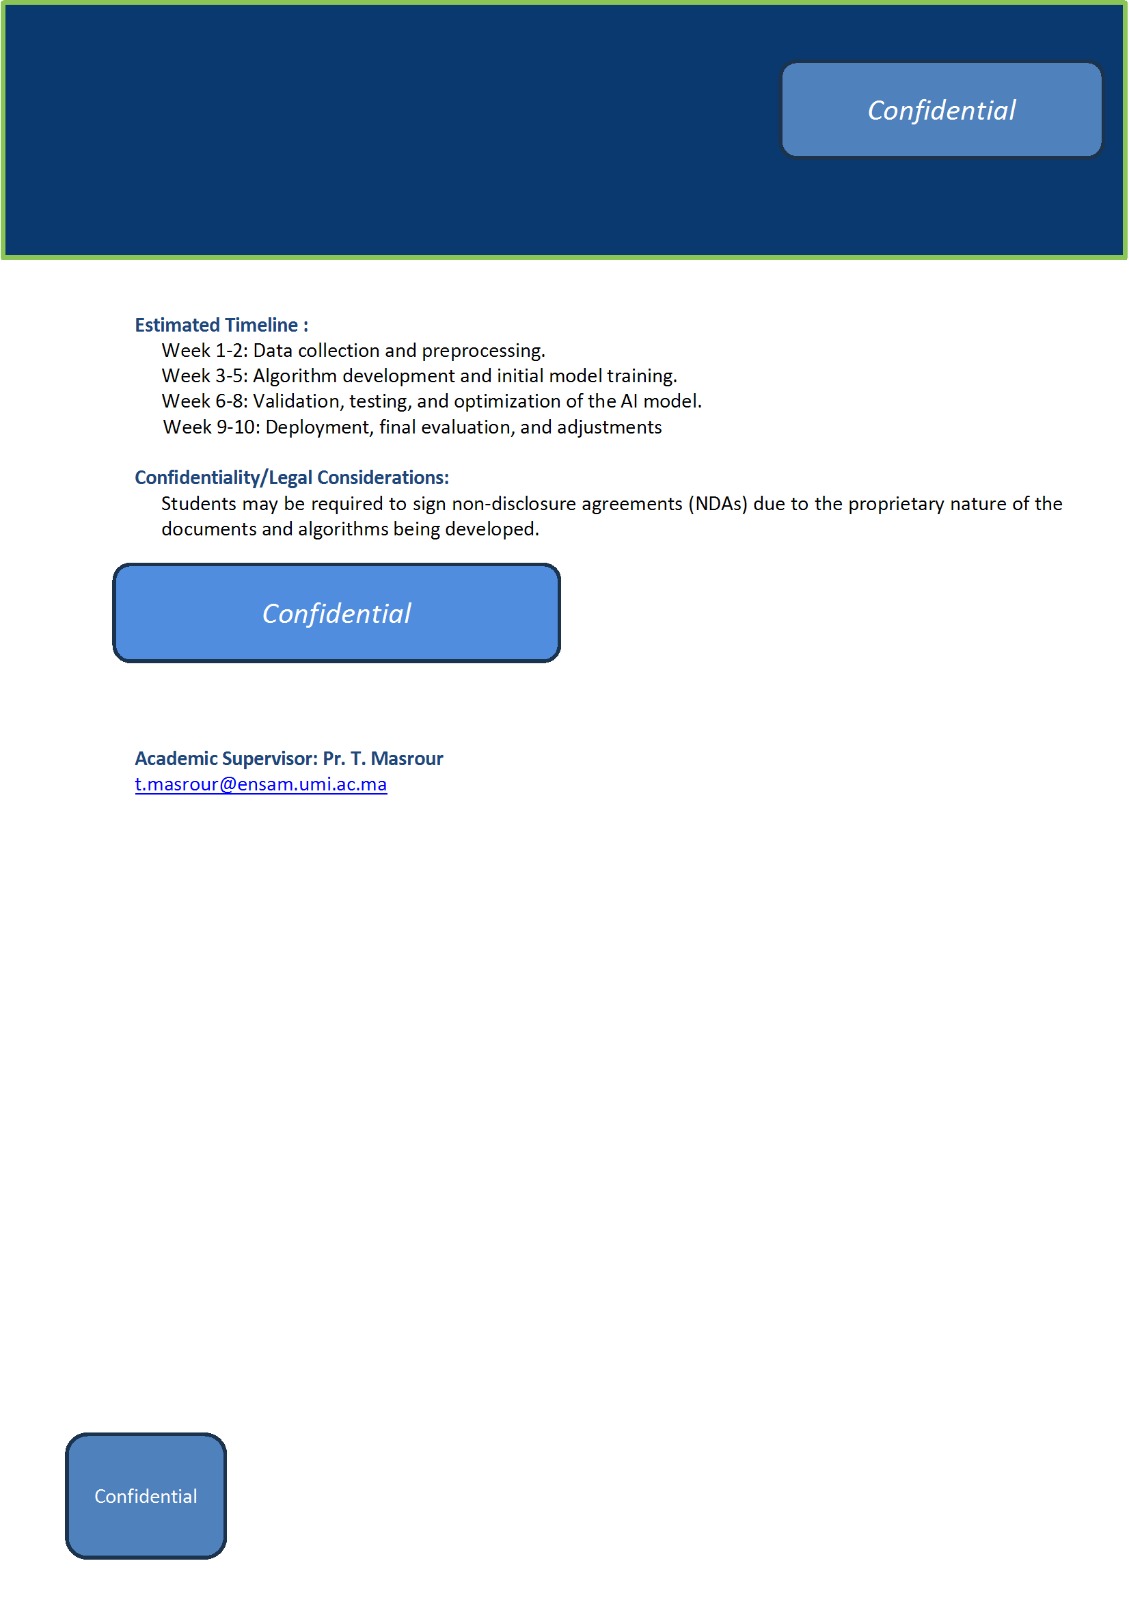 Confidential
Estimated Timeline :
Week 1-2: Data collection and preprocessing.
Week 3-5: Algorithm development and initial model training.
Week 6-8: Validation, testing, and optimization of the AI model.
Week 9-10: Deployment, final evaluation, and adjustments
Confidentiality/Legal Considerations:
Students may be required to sign non-disclosure agreements (NDAs) due to the proprietary nature of the
documents and algorithms being developed.
Confidential
Academic Supervisor: Pr. T. Masrour
t.masrour@ensam.umi.ac.ma
Confidential